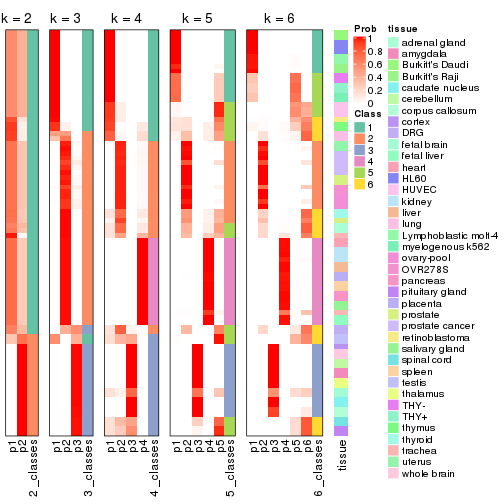 k = 2
k = 3
k = 4
k = 5
k = 6
p1
p2
2_classes
p1
p2
p3
3_classes
p1
p2
p3
p4
4_classes
p1
p2
p3
p4
p5
5_classes
p1
p2
p3
p4
p5
p6
6_classes
tissue
Prob
1
0.8
0.6
0.4
0.2
0
Class
1
2
3
4
5
6
tissue
adrenal gland
amygdala
Burkitt's Daudi
Burkitt's Raji
caudate nucleus
cerebellum
corpus callosum
cortex
DRG
fetal brain
fetal liver
heart
HL60
HUVEC
kidney
liver
lung
Lymphoblastic molt-4
myelogenous k562
ovary-pool
OVR278S
pancreas
pituitary gland
placenta
prostate
prostate cancer
retinoblastoma
salivary gland
spinal cord
spleen
testis
thalamus
THY-
THY+
thymus
thyroid
trachea
uterus
whole brain